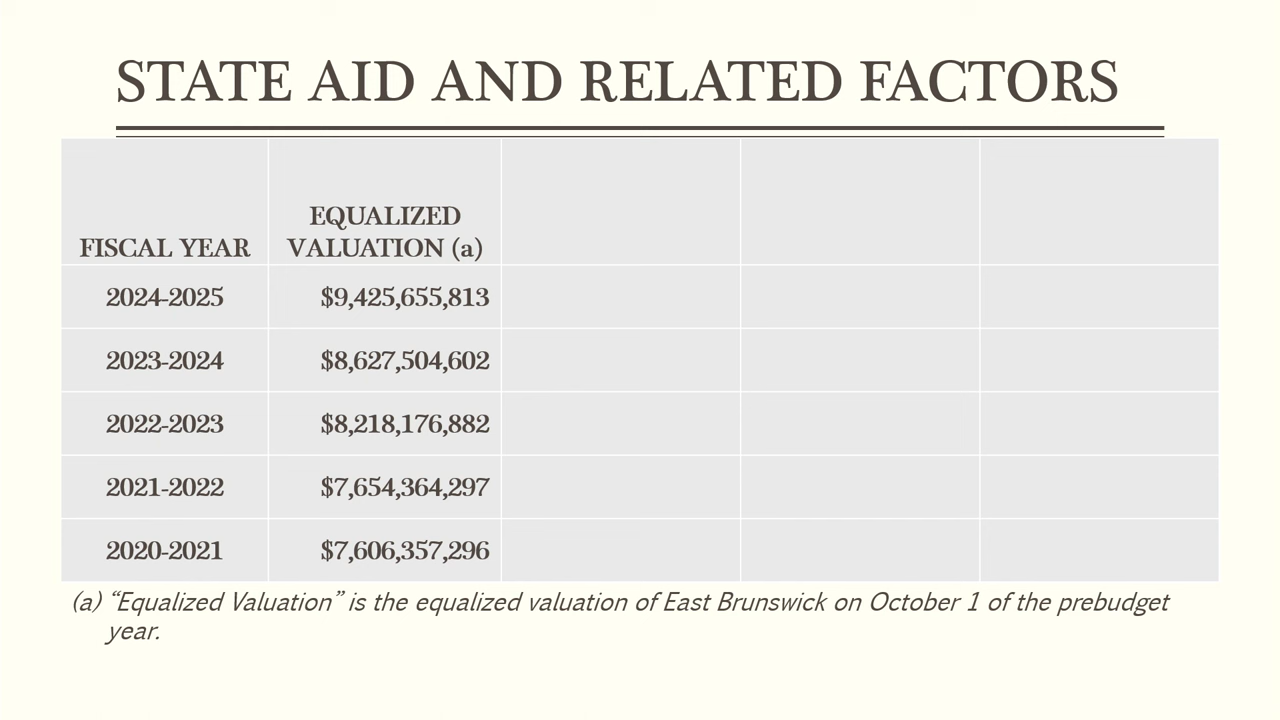 STATE AID AND RELATED FACTORS
FISCAL YEAR EQUALIZED VALUATION (a)
2024-2025 $9,425,655,813
2023-2024 $8,627,504,602
2022-2023 $8,218,176,882
2021-2022 $7,654,364,297
2020-2021 $7,606,357,296
(a) “Equalized Valuation” is the equalized valuation of East Brunswick on October 1 of the prebudget
year.